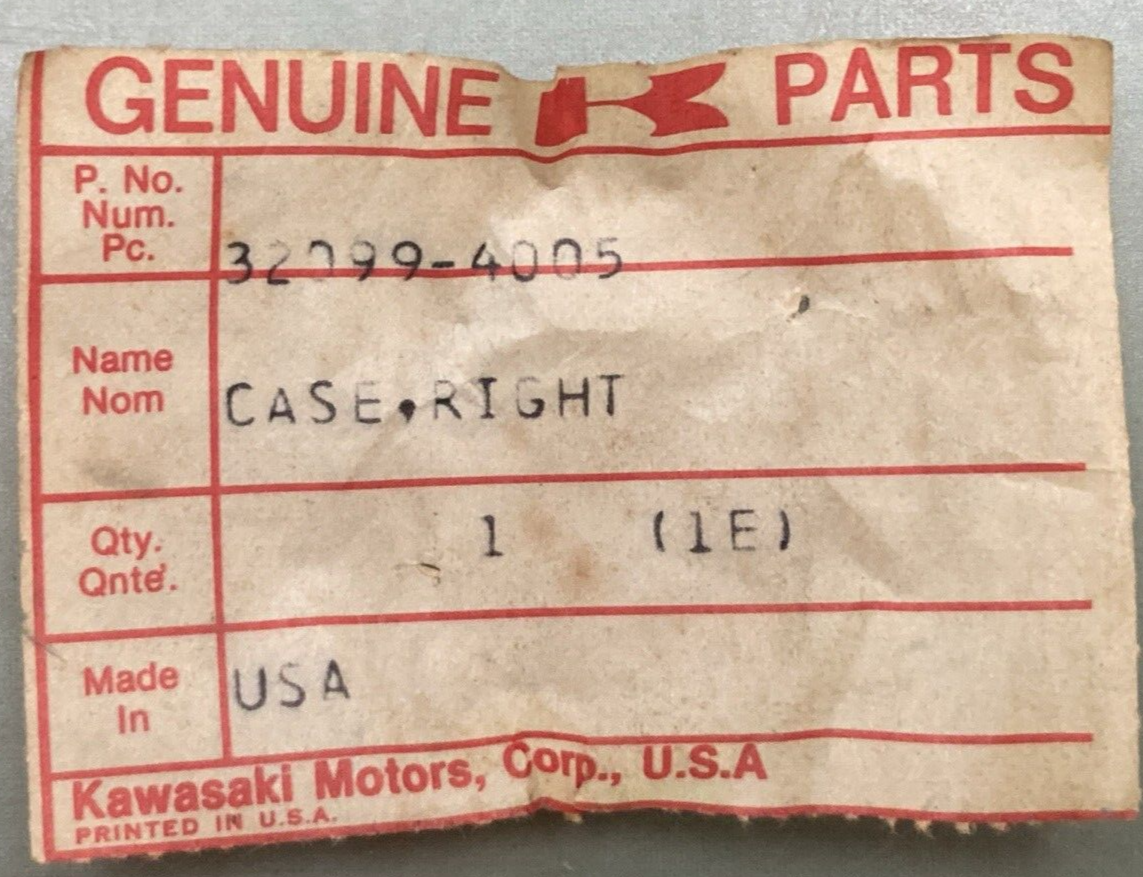 GENUINE K PARTS
P. No.
Num.
Pc.
32099-4005
Name
Nom
CASE,RIGHT
Qty.
Qnte'.
1 (1E)
Made
In
USA
Kawasaki Motors, Corp., U.S.A
PRINTED IN U.S.A.